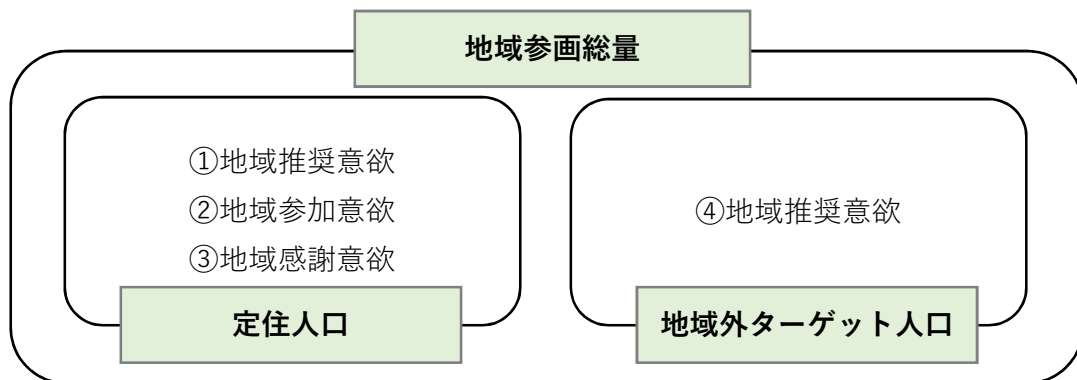 地域参画総量
①地域推奨意欲
②地域参加意欲
③地域感謝意欲
定住人口
④地域推奨意欲
地域外ターゲット人口